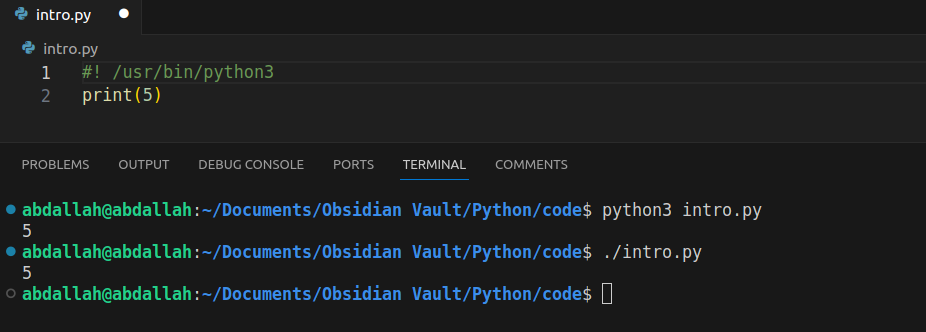 intro.py
intro.py
1 #! /usr/bin/python3
2 print(5)
PROBLEMS OUTPUT DEBUG CONSOLE PORTS TERMINAL COMMENTS
abdallah@abdallah:~/Documents/Obsidian Vault/Python/code$ python3 intro.py
5
abdallah@abdallah:~/Documents/Obsidian Vault/Python/code$ ./intro.py
5
abdallah@abdallah:~/Documents/Obsidian Vault/Python/code$